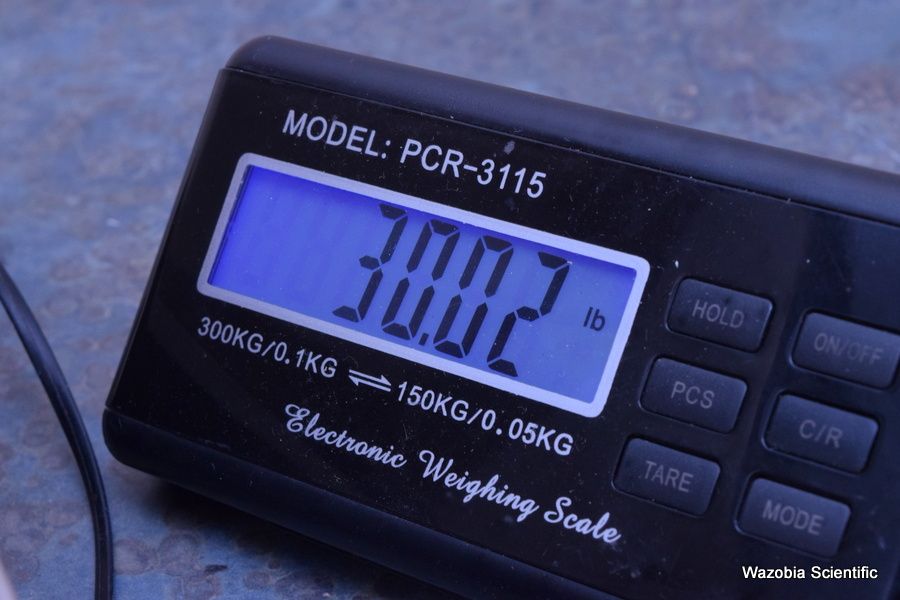 MODEL: PCR-3115
30.02 lb
300KG/0.1KG ⇌ 150KG/0.05KG
Electronic Weighing Scale
HOLD
ON/OFF
PCS
C/R
TARE
MODE
Wazobia Scientific